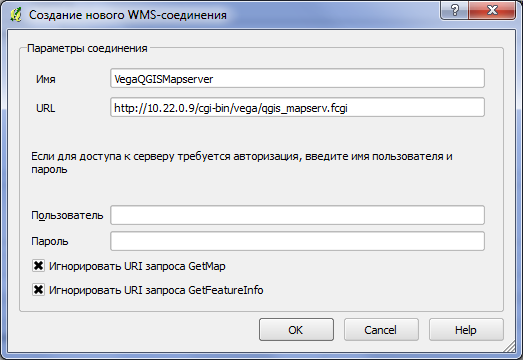 Создание нового WMS-соединения
Параметры соединения
Имя VegaQGISMapserver
URL http://10.22.0.9/cgi-bin/vega/qgis_mapserv.fcgi
Если для доступа к серверу требуется авторизация, введите имя пользователя и
пароль
Пользователь
Пароль
Игнорировать URI запроса GetMap
Игнорировать URI запроса GetFeatureInfo
OK Cancel Help